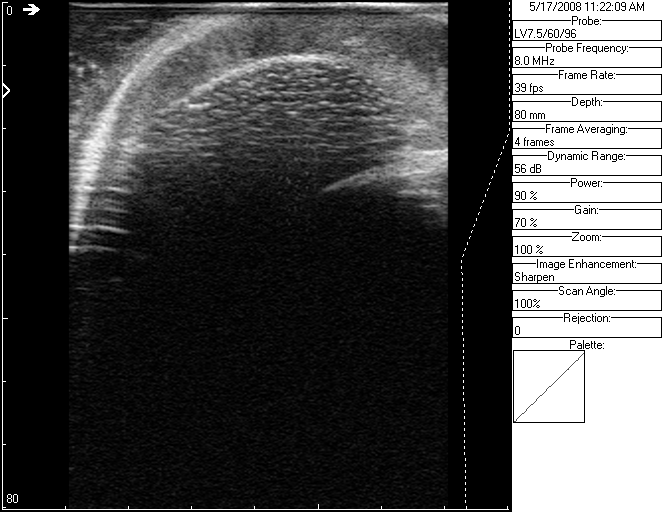 0
80
5/17/2008 11:22:09 AM
Probe:
LV7.5/60/96
Probe Frequency:
8.0 MHz
Frame Rate:
39 fps
Depth:
80 mm
Frame Averaging:
4 frames
Dynamic Range:
56 dB
Power:
90 %
Gain:
70 %
Zoom:
100 %
Image Enhancement:
Sharpen
Scan Angle:
100%
Rejection:
0
Palette: